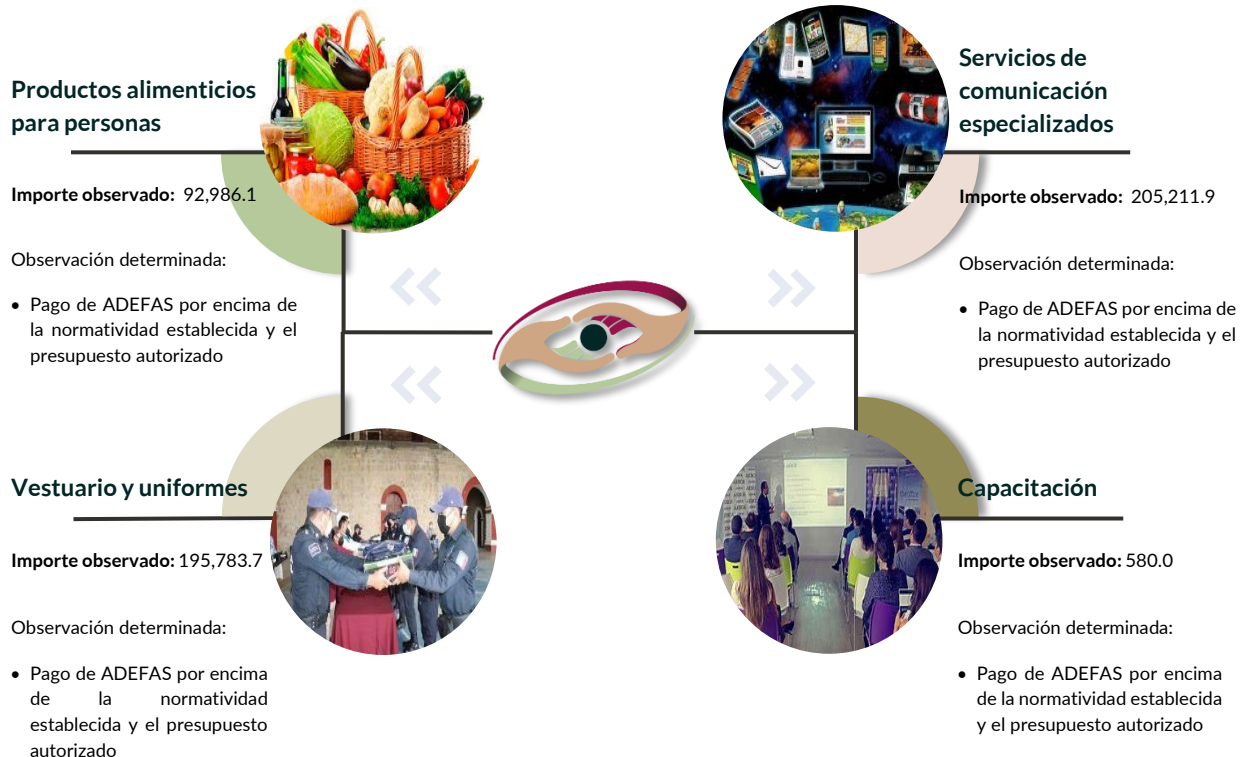 Productos alimenticios
para personas
Importe observado: 92,986.1
Observación determinada:
• Pago de ADEFAS por encima de
la normatividad establecida y el
presupuesto autorizado
Servicios de
comunicación
especializados
Importe observado: 205,211.9
Observación determinada:
• Pago de ADEFAS por encima de
la normatividad establecida y el
presupuesto autorizado
Vestuario y uniformes
Importe observado: 195,783.7
Observación determinada:
• Pago de ADEFAS por encima
de la normatividad
establecida y el presupuesto
autorizado
Capacitación
Importe observado: 580.0
Observación determinada:
• Pago de ADEFAS por encima
de la normatividad establecida
y el presupuesto autorizado